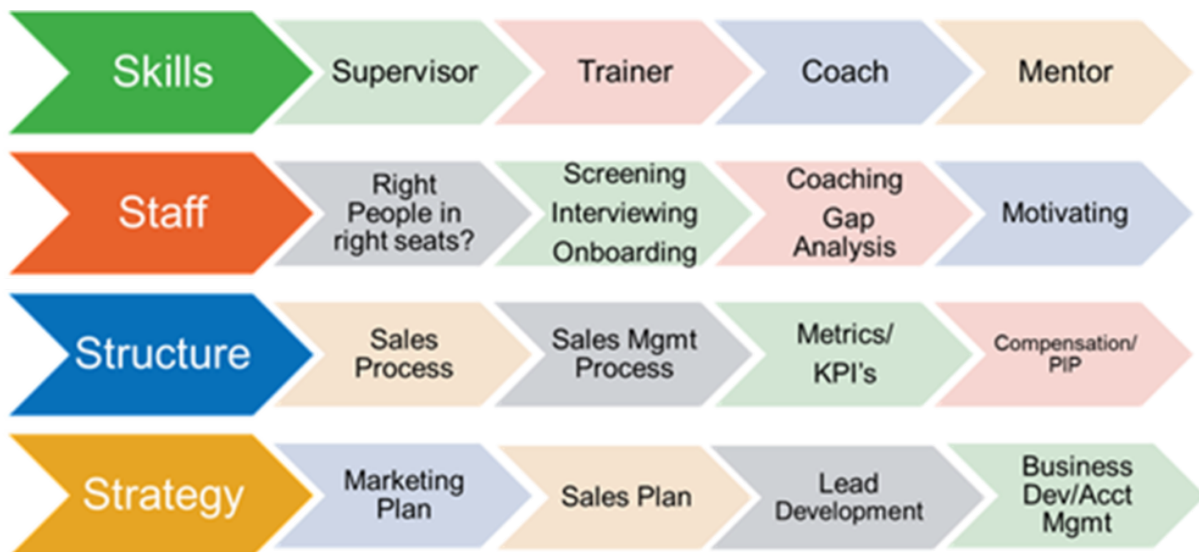 Skills
Supervisor
Trainer
Coach
Mentor
Staff
Right
People in
right seats?
Screening
Interviewing
Onboarding
Coaching
Gap
Analysis
Motivating
Structure
Sales
Process
Sales Mgmt
Process
Metrics/
KPI's
Compensation/
PIP
Strategy
Marketing
Plan
Sales Plan
Lead
Development
Business
Dev/Acct
Mgmt